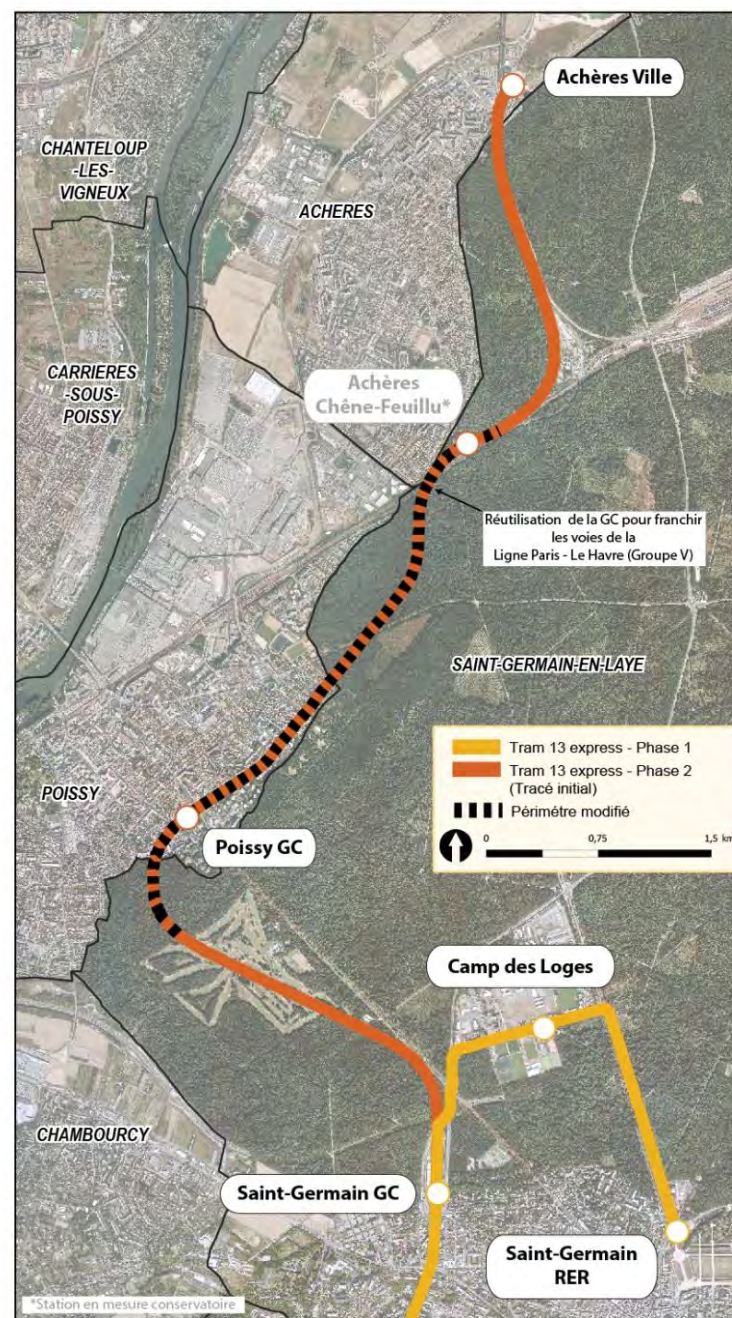 Achères Ville
CHANTELOUP
-LES-
VIGNEUX
ACHERES
CARRIERES
-SOUS-
POISSY
Achères
Chêne-Feuillu*
Réutilisation de la GC pour franchir
les voies de la
Ligne Paris - Le Havre (Groupe V)
SAINT-GERMAIN-EN-LAYE
Tram 13 express - Phase 1
Tram 13 express - Phase 2
(Tracé initial)
Périmétre modifié
0 0,75 1,5 km
POISSY
Poissy GC
Camp des Loges
CHAMBOURCY
Saint-Germain GC
Saint-Germain
RER
*Station en mesure conservatoire